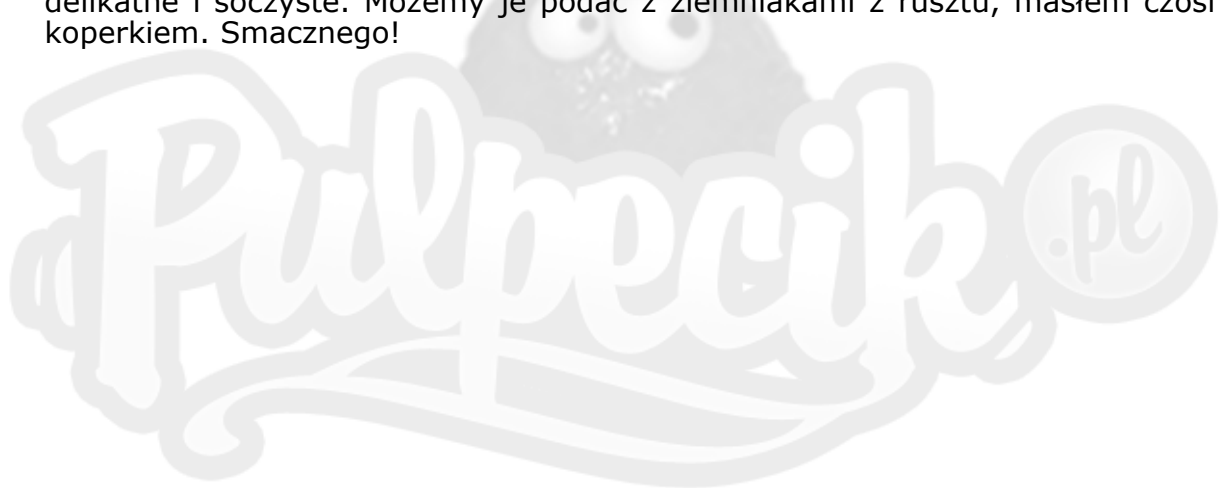 delikatne i soczyste. Możemy je podać z ziemniakami z rusztu, masłem
koperkiem. Smacznego!
Pulpecik
.pl